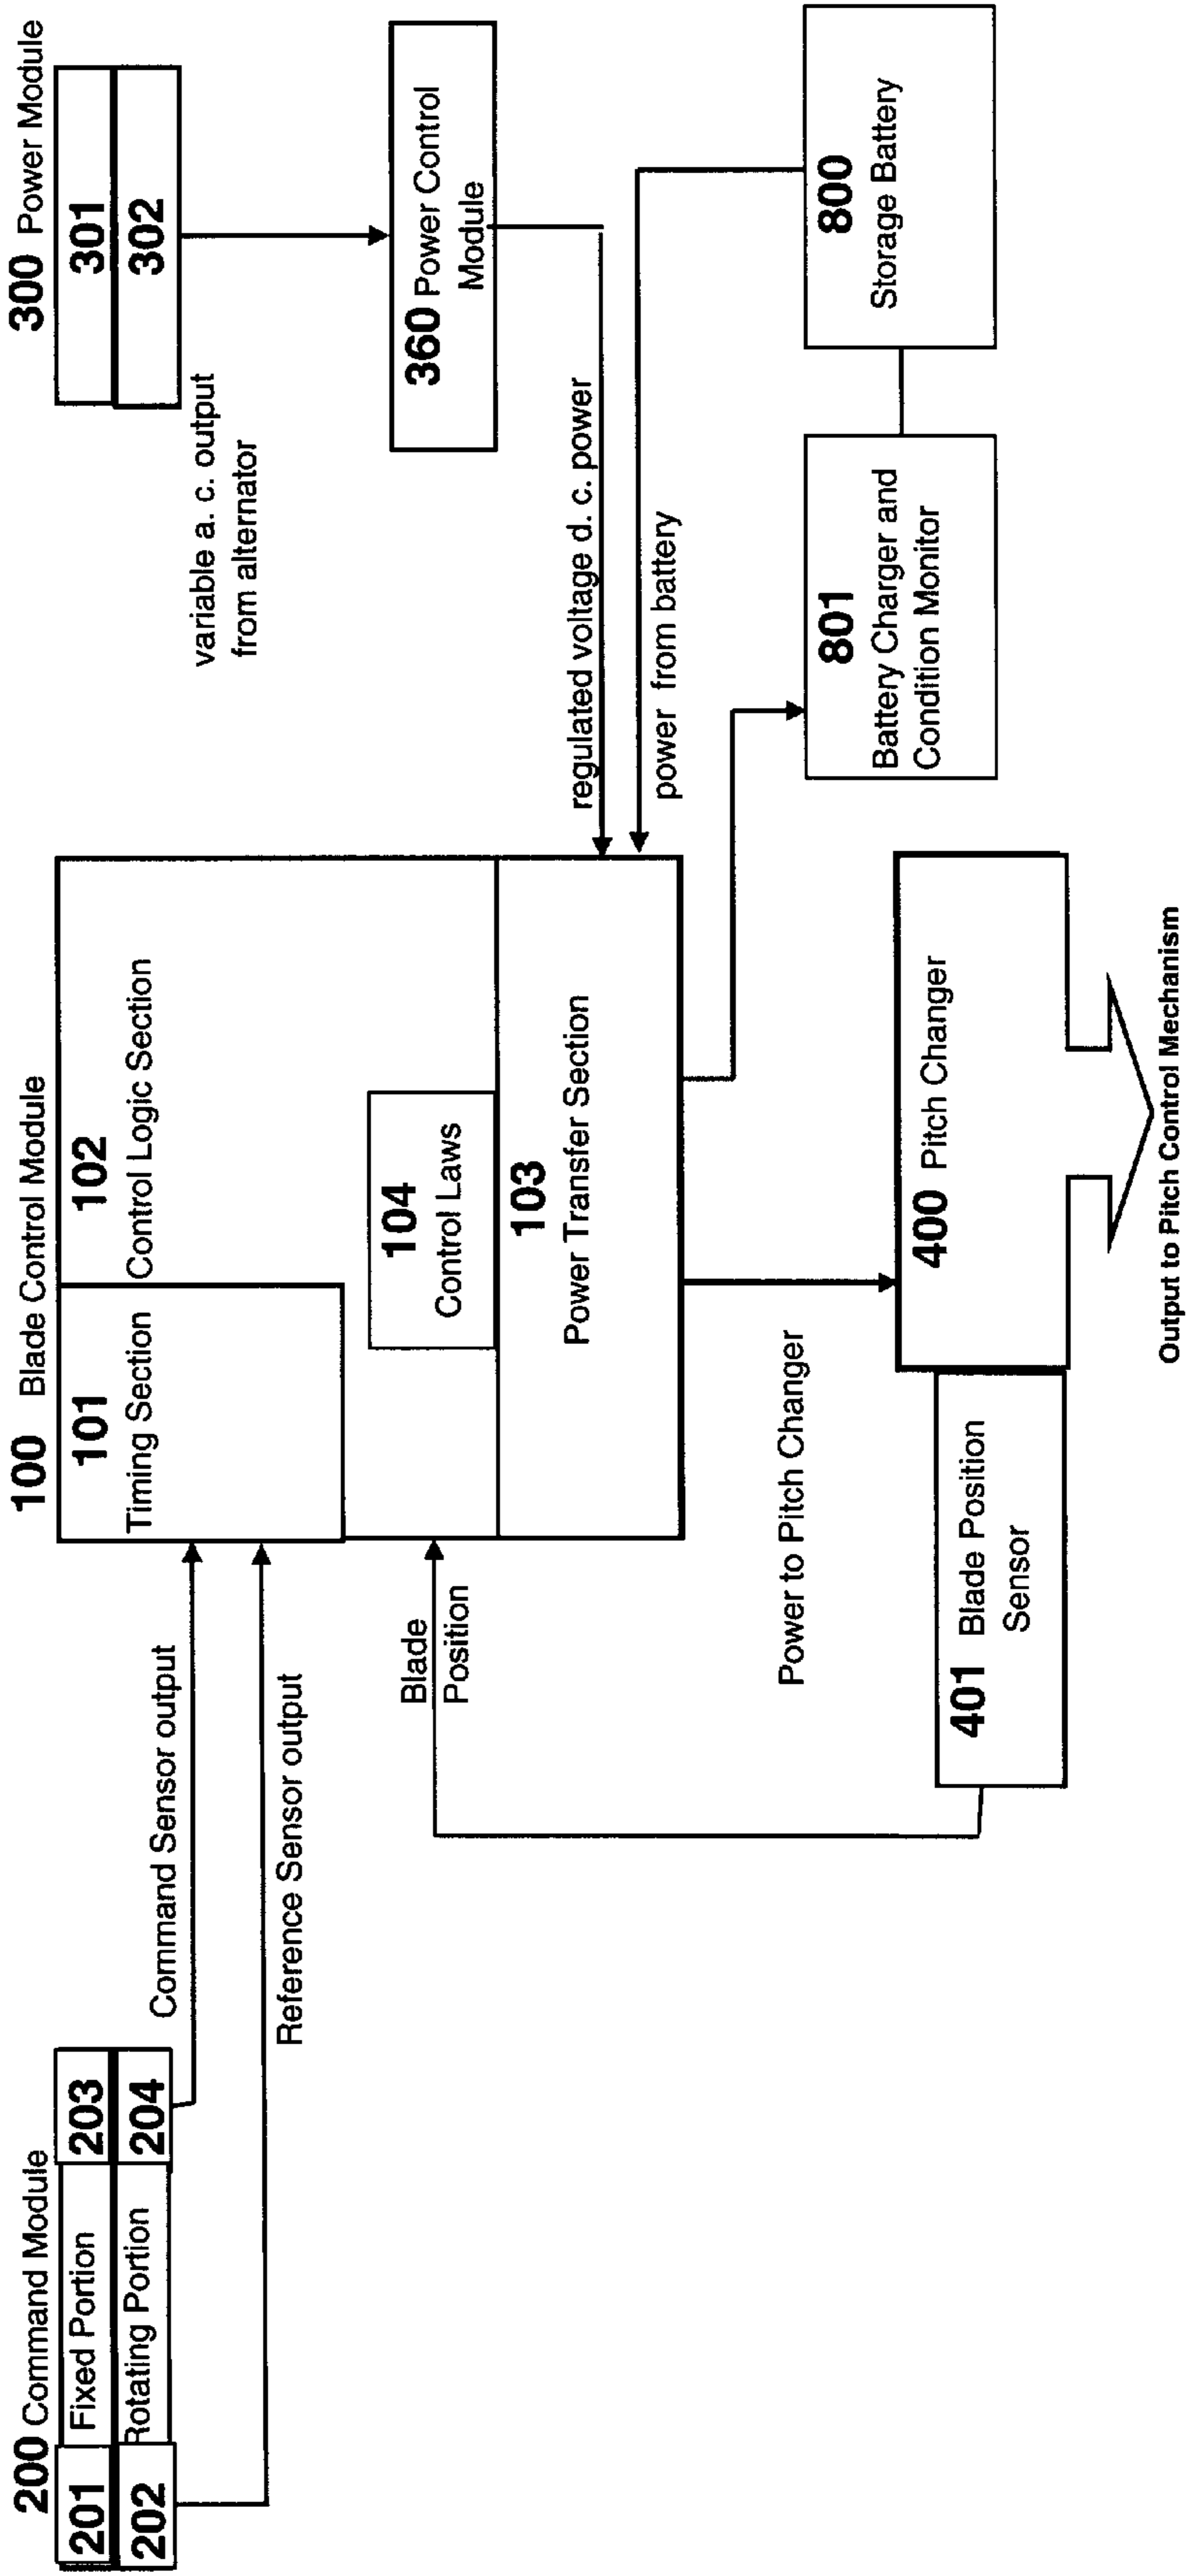 200 Command Module
201 Fixed Portion 203
202 Rotating Portion 204
Command Sensor output
Reference Sensor output
100 Blade Control Module
101
Timing Section
102
Control Logic Section
104
Control Laws
103
Power Transfer Section
Blade
Position
300 Power Module
301
302
variable a. c. output
from alternator
360 Power Control
Module
regulated voltage d. c. power
power from battery
800
Storage Battery
801
Battery Charger and
Condition Monitor
Power to Pitch Changer
400 Pitch Changer
401 Blade Position
Sensor
Output to Pitch Control Mechanism